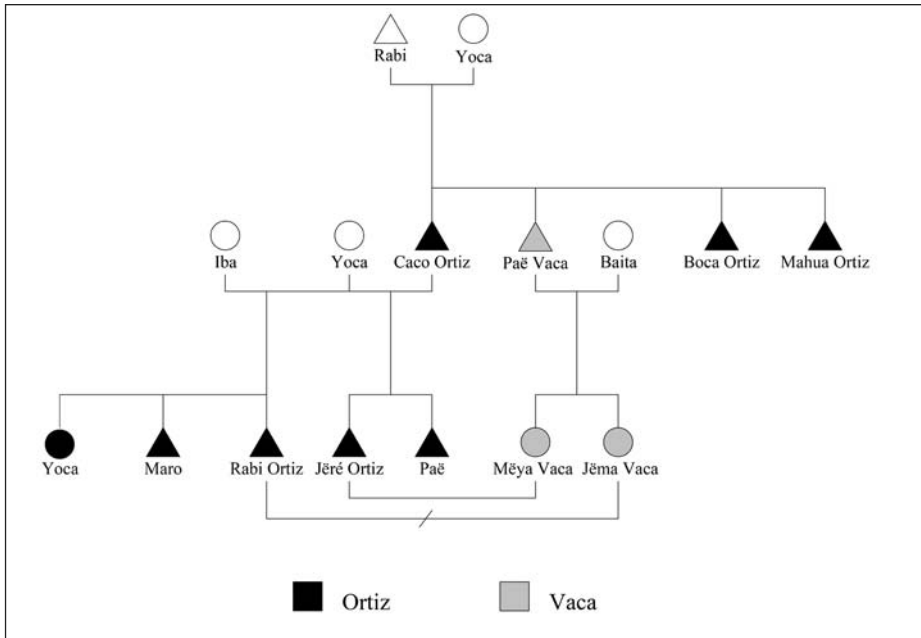 Rabi Yoca
Iba Yoca Caco Ortiz Paë Vaca Baita Boca Ortiz Mahua Ortiz
Yoca Maro Rabi Ortiz Jëré Ortiz Paë Mëya Vaca Jëma Vaca
Ortiz Vaca